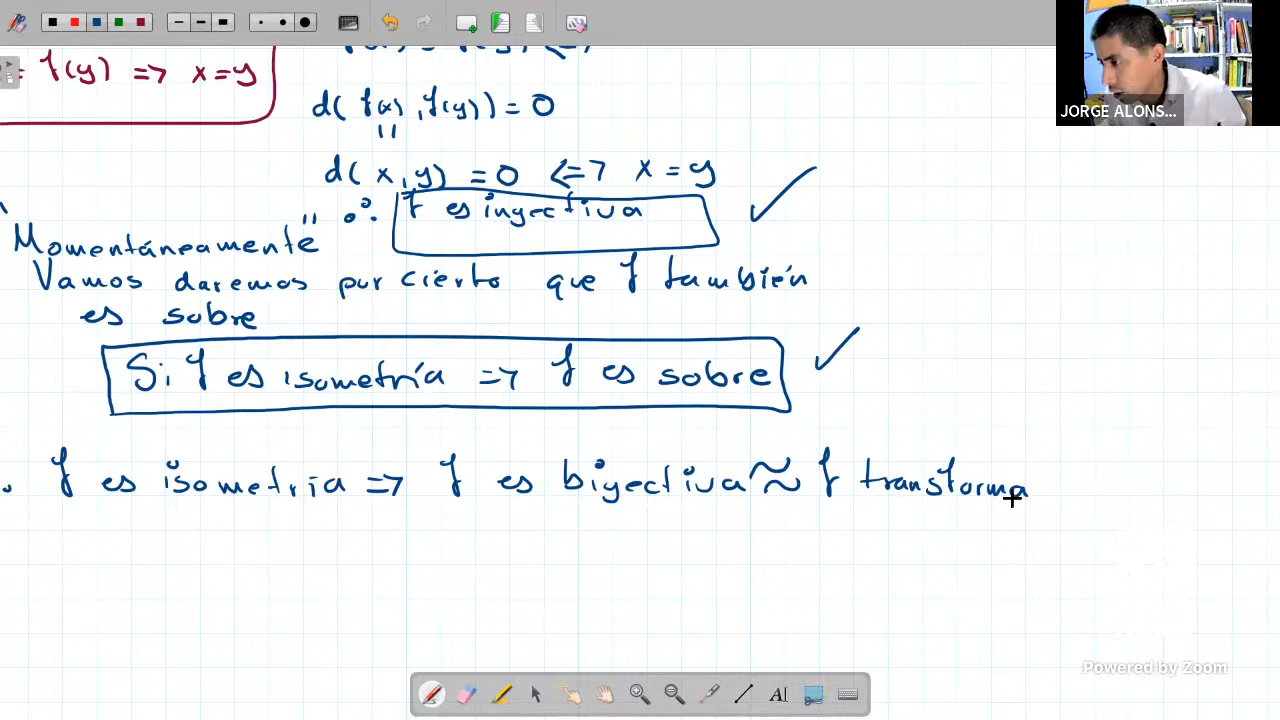 JORGE ALONS...
f(y) => x=y
d( f(x) , f(y)) = 0
d( x,y) = 0 <=> x = y
∴ f es inyectiva
"Momentáneamente"
Vamos daremos por cierto que f también
es sobre
Si f es isometría => f es sobre
f es isometría => f es biyectiva ≈ f transforma
Powered by Zoom
AI